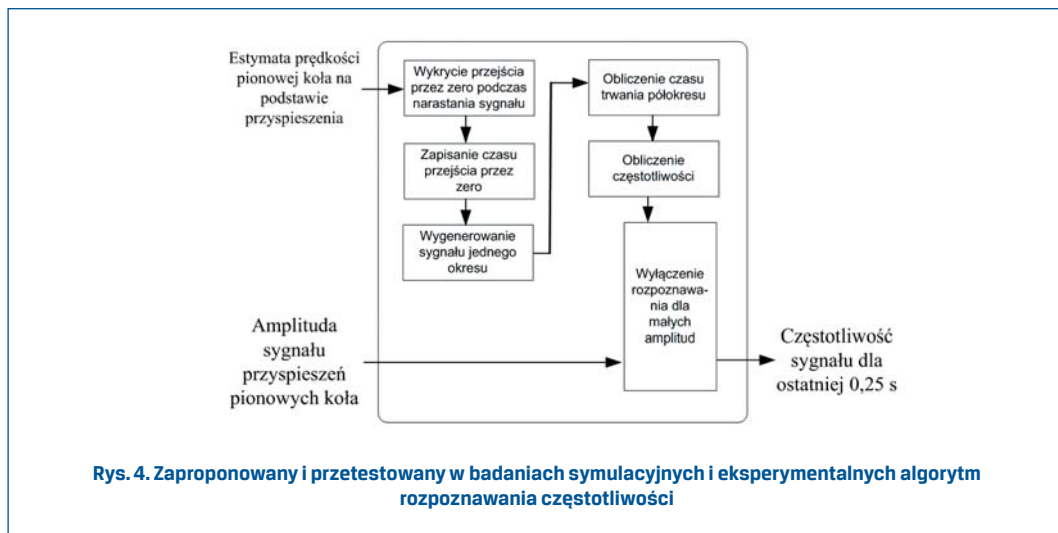 Estymata prędkości
pionowej koła na
podstawie
przyspieszenia
Wykrycie przejścia
przez zero podczas
narastania sygnału
Zapisanie czasu
przejścia przez
zero
Wygenerowanie
sygnału jednego
okresu
Obliczenie czasu
trwania półokresu
Obliczenie
częstotliwości
Wyłączenie
rozpoznawa-
nia dla
małych
amplitud
Amplituda
sygnału
przyspieszeń
pionowych koła
Częstotliwość
sygnału dla
ostatniej 0,25 s
Rys. 4. Zaproponowany i przetestowany w badaniach symulacyjnych i eksperymentalnych algorytm
rozpoznawania częstotliwości